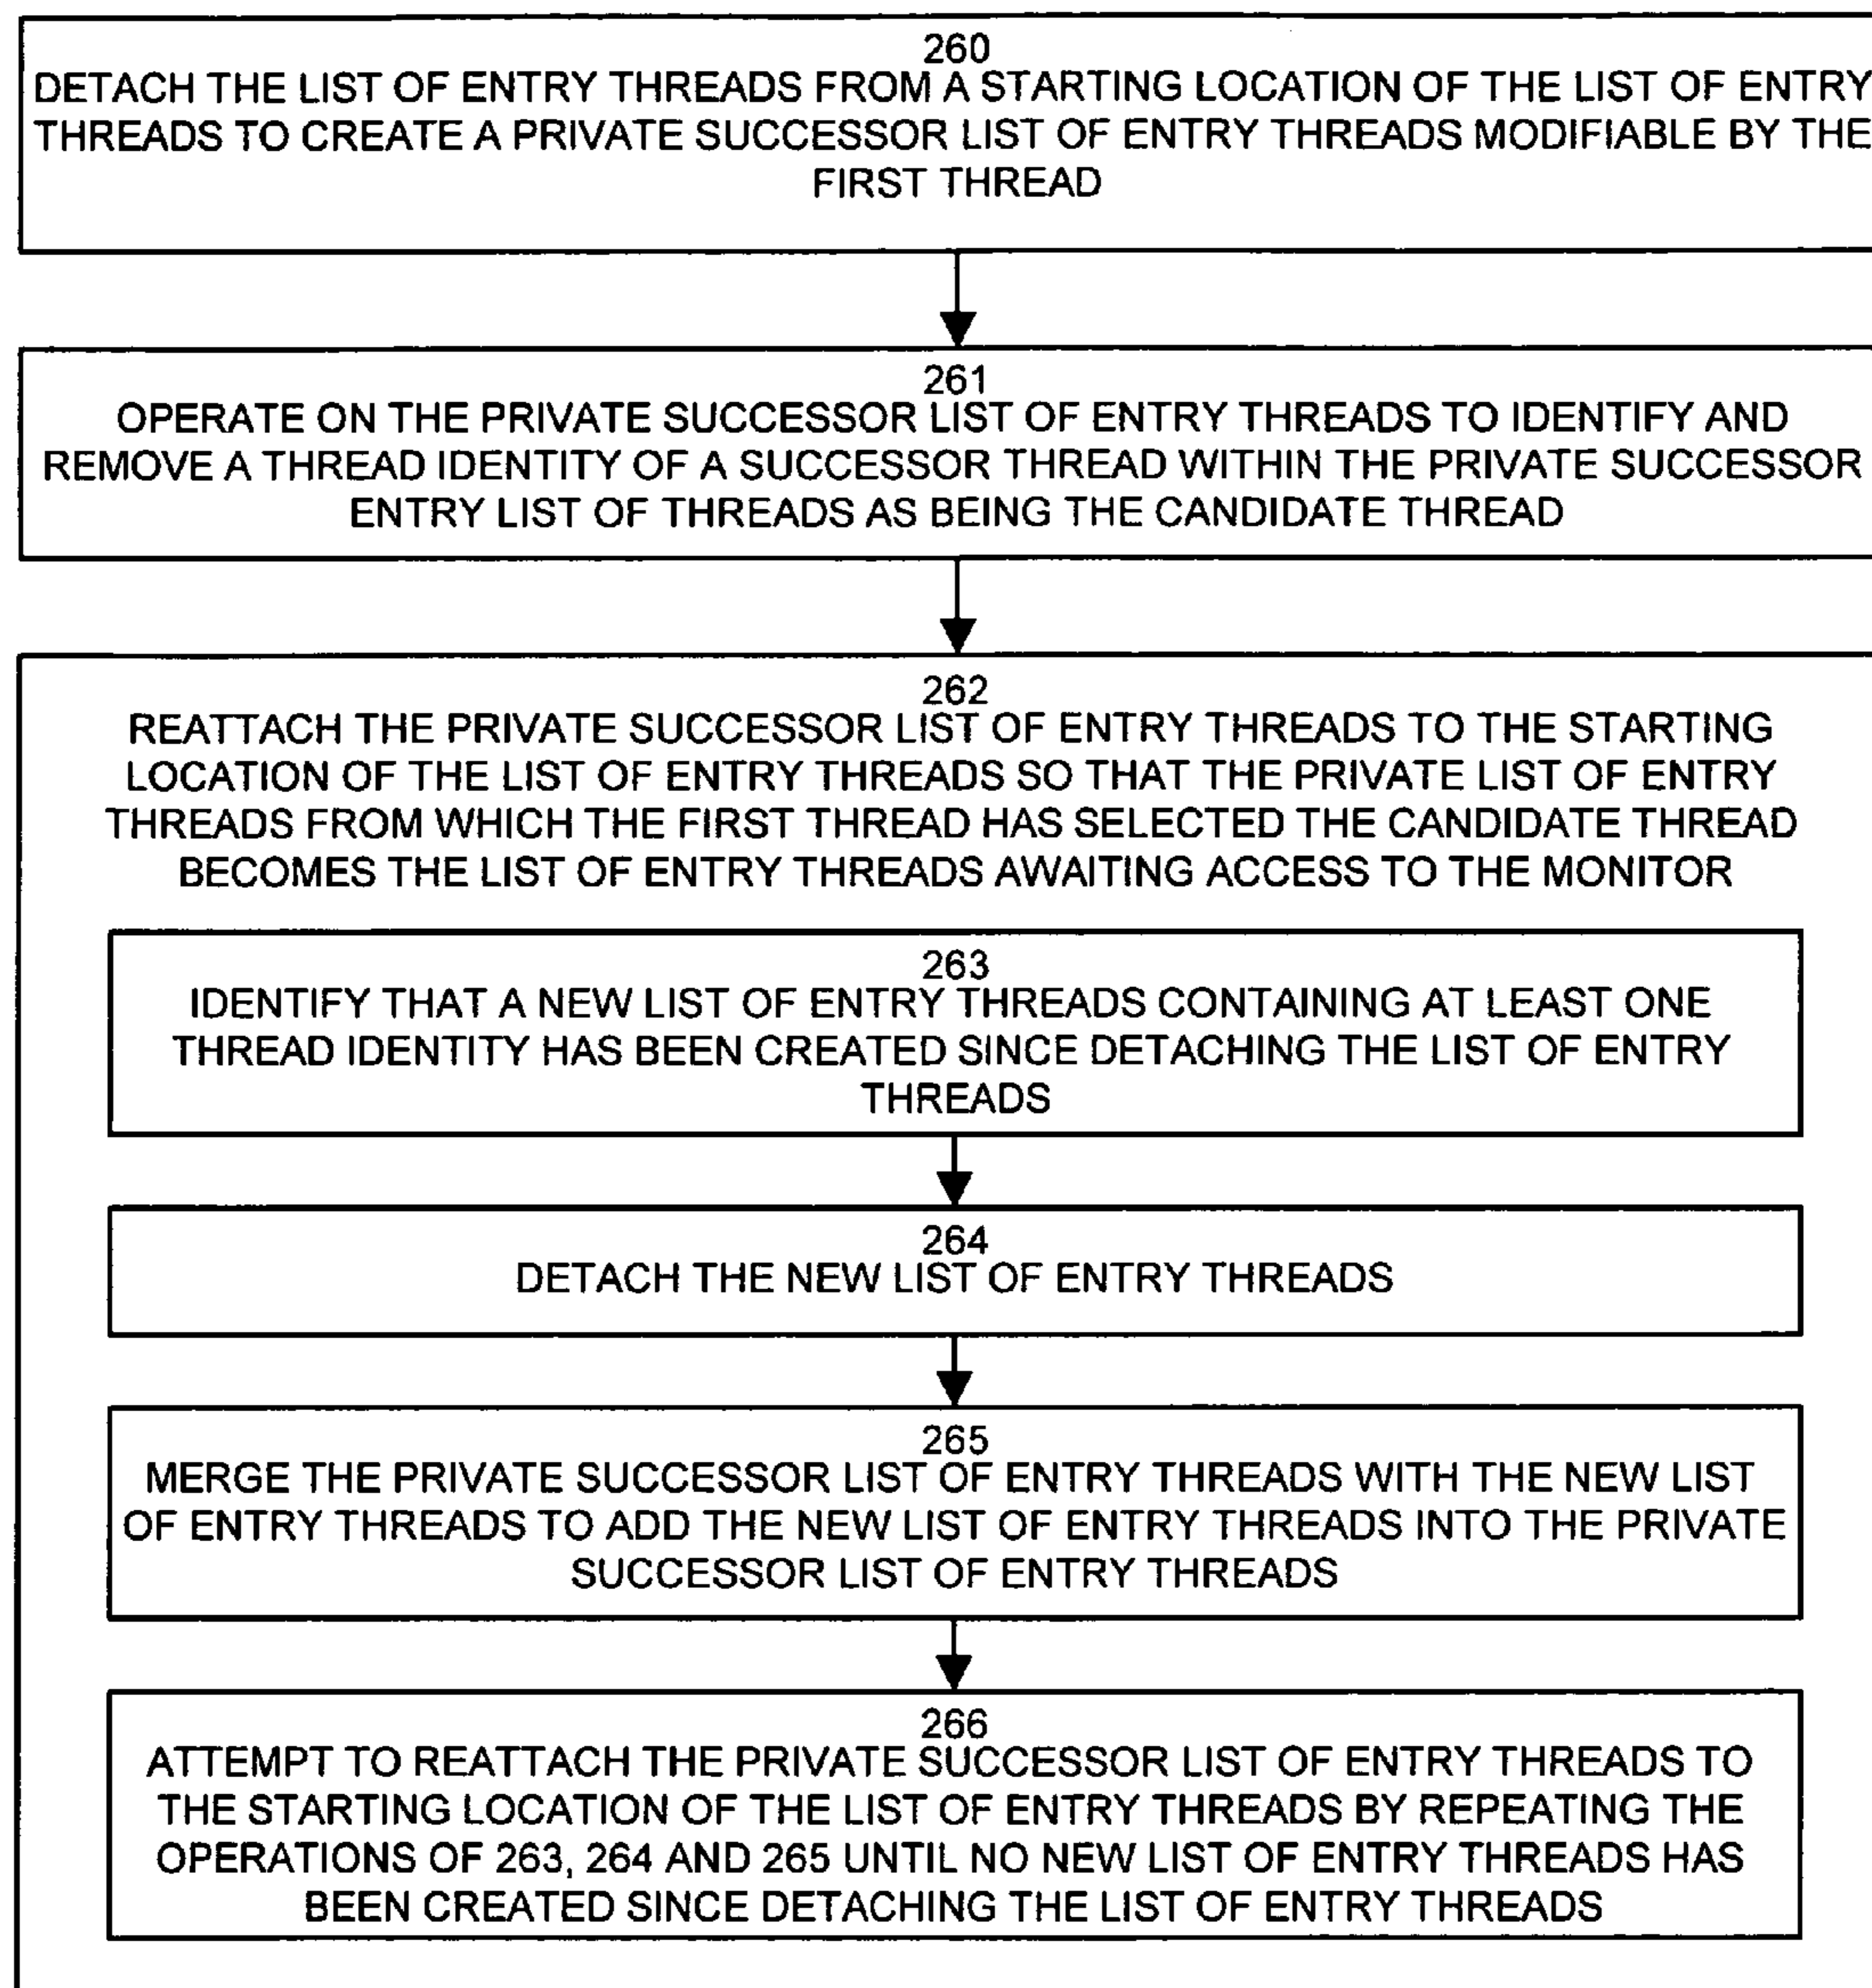 260
DETACH THE LIST OF ENTRY THREADS FROM A STARTING LOCATION OF THE LIST OF ENTRY
THREADS TO CREATE A PRIVATE SUCCESSOR LIST OF ENTRY THREADS MODIFIABLE BY THE
FIRST THREAD
261
OPERATE ON THE PRIVATE SUCCESSOR LIST OF ENTRY THREADS TO IDENTIFY AND
REMOVE A THREAD IDENTITY OF A SUCCESSOR THREAD WITHIN THE PRIVATE SUCCESSOR
ENTRY LIST OF THREADS AS BEING THE CANDIDATE THREAD
262
REATTACH THE PRIVATE SUCCESSOR LIST OF ENTRY THREADS TO THE STARTING
LOCATION OF THE LIST OF ENTRY THREADS SO THAT THE PRIVATE LIST OF ENTRY
THREADS FROM WHICH THE FIRST THREAD HAS SELECTED THE CANDIDATE THREAD
BECOMES THE LIST OF ENTRY THREADS AWAITING ACCESS TO THE MONITOR
263
IDENTIFY THAT A NEW LIST OF ENTRY THREADS CONTAINING AT LEAST ONE
THREAD IDENTITY HAS BEEN CREATED SINCE DETACHING THE LIST OF ENTRY
THREADS
264
DETACH THE NEW LIST OF ENTRY THREADS
265
MERGE THE PRIVATE SUCCESSOR LIST OF ENTRY THREADS WITH THE NEW LIST
OF ENTRY THREADS TO ADD THE NEW LIST OF ENTRY THREADS INTO THE PRIVATE
SUCCESSOR LIST OF ENTRY THREADS
266
ATTEMPT TO REATTACH THE PRIVATE SUCCESSOR LIST OF ENTRY THREADS TO
THE STARTING LOCATION OF THE LIST OF ENTRY THREADS BY REPEATING THE
OPERATIONS OF 263, 264 AND 265 UNTIL NO NEW LIST OF ENTRY THREADS HAS
BEEN CREATED SINCE DETACHING THE LIST OF ENTRY THREADS